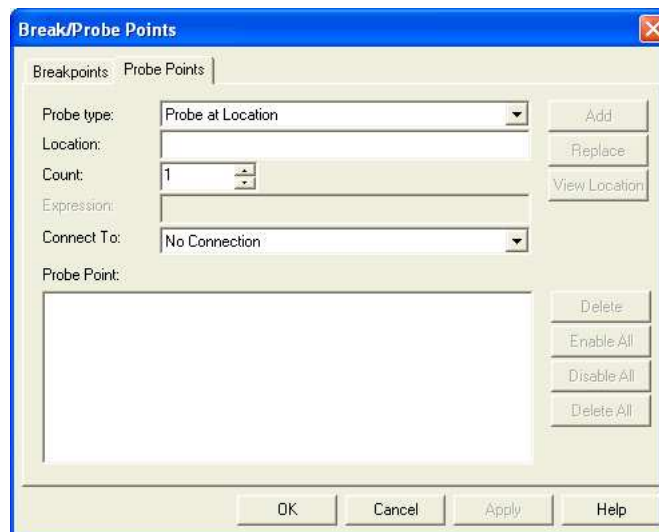 Break/Probe Points
Breakpoints Probe Points
Probe type: Probe at Location Add
Location: Replace
Count: 1 View Location
Expression:
Connect To: No Connection
Probe Point:
Delete
Enable All
Disable All
Delete All
OK Cancel Apply Help